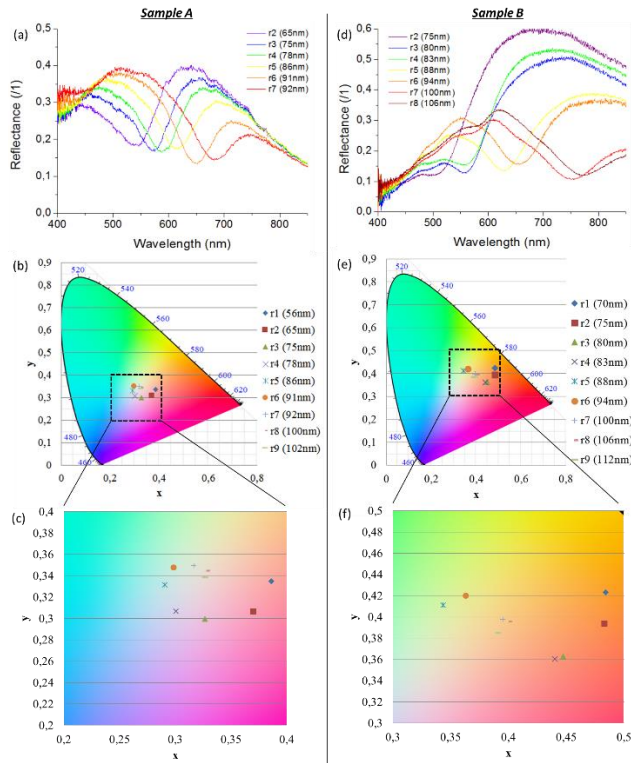 Sample A
(a)
r2 (65nm)
r3 (75nm)
r4 (78nm)
r5 (86nm)
r6 (91nm)
r7 (92nm)
Reflectance (/1)
0,5
0,4
0,3
0,2
0,1
0,0
400 500 600 700 800
Wavelength (nm)
(b)
y
0,9
0,8
0,7
0,6
0,5
0,4
0,3
0,2
0,1
0
520
540
560
580
600
620
480
460
0 0,2 0,4 0,6 0,8
x
r1 (56nm)
r2 (65nm)
r3 (75nm)
r4 (78nm)
r5 (86nm)
r6 (91nm)
r7 (92nm)
r8 (100nm)
r9 (102nm)
(c)
y
0,4
0,38
0,36
0,34
0,32
0,3
0,28
0,26
0,24
0,22
0,2
0,2 0,3 0,4
x
Sample B
(d)
r2 (75nm)
r3 (80nm)
r4 (83nm)
r5 (88nm)
r6 (94nm)
r7 (100nm)
r8 (106nm)
Reflectance (/1)
0,6
0,5
0,4
0,3
0,2
0,1
0,0
400 500 600 700 800
Wavelength (nm)
(e)
y
0,9
0,8
0,7
0,6
0,5
0,4
0,3
0,2
0,1
0
520
540
560
580
600
620
480
460
0 0,2 0,4 0,6 0,8
x
r1 (70nm)
r2 (75nm)
r3 (80nm)
r4 (83nm)
r5 (88nm)
r6 (94nm)
r7 (100nm)
r8 (106nm)
r9 (112nm)
(f)
y
0,5
0,48
0,46
0,44
0,42
0,4
0,38
0,36
0,34
0,32
0,3
0,3 0,4 0,5
x